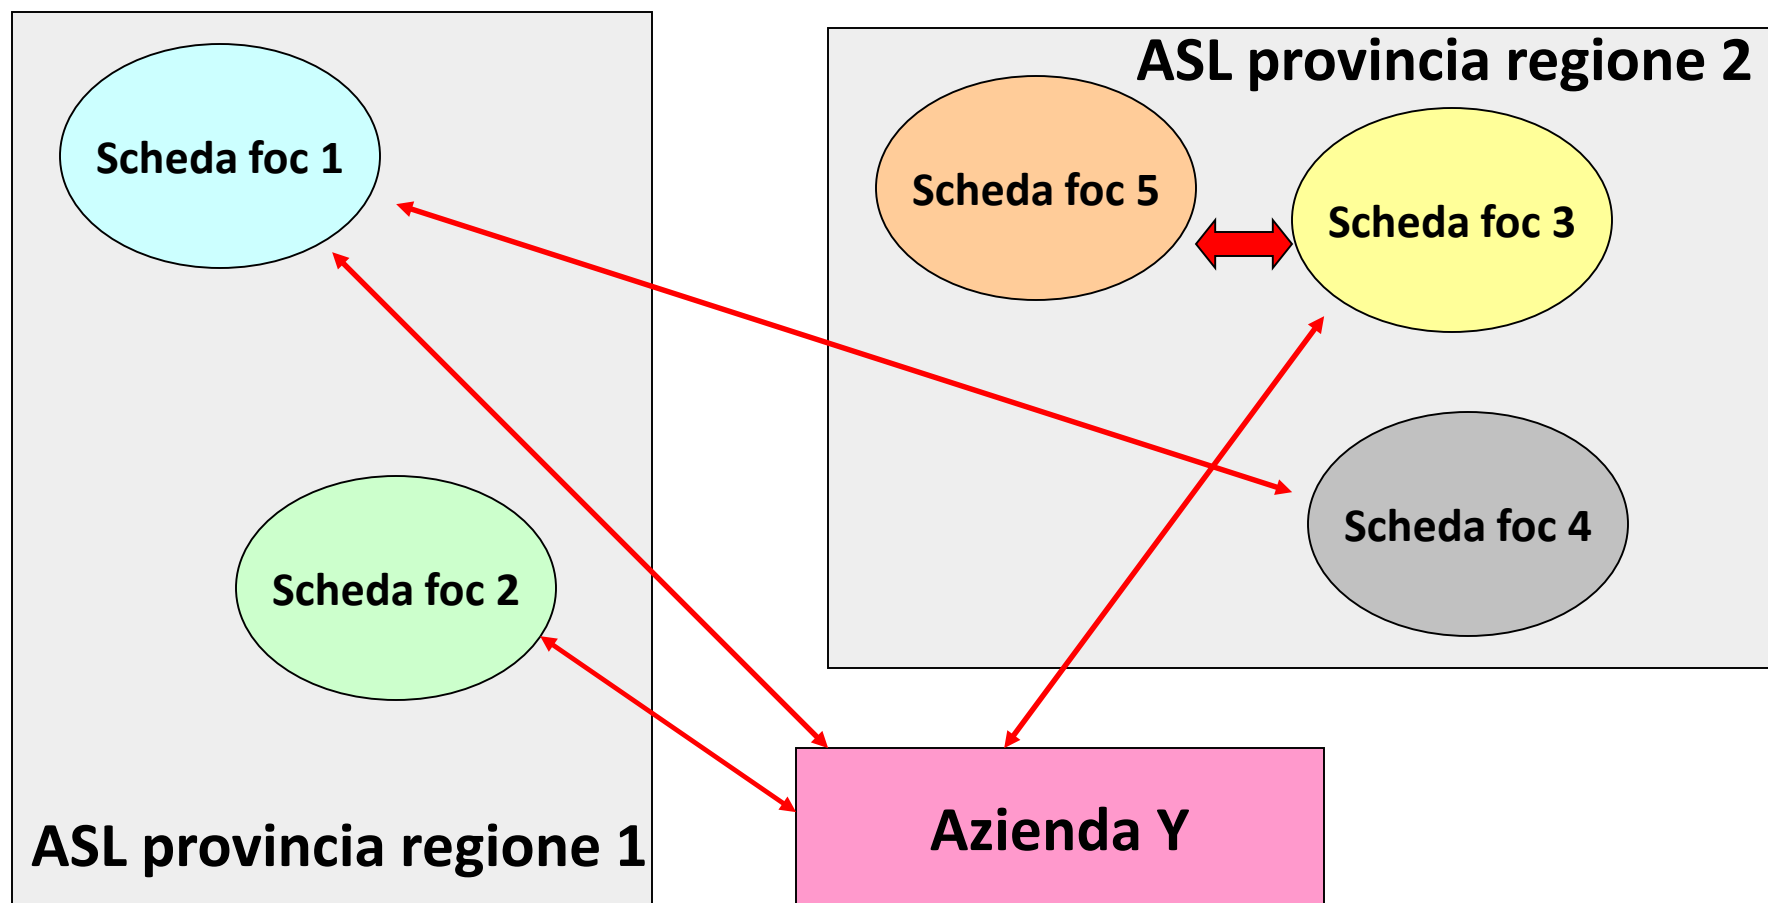 ASL provincia regione 2
Scheda foc 1
Scheda foc 5
Scheda foc 3
Scheda foc 4
Scheda foc 2
ASL provincia regione 1
Azienda Y